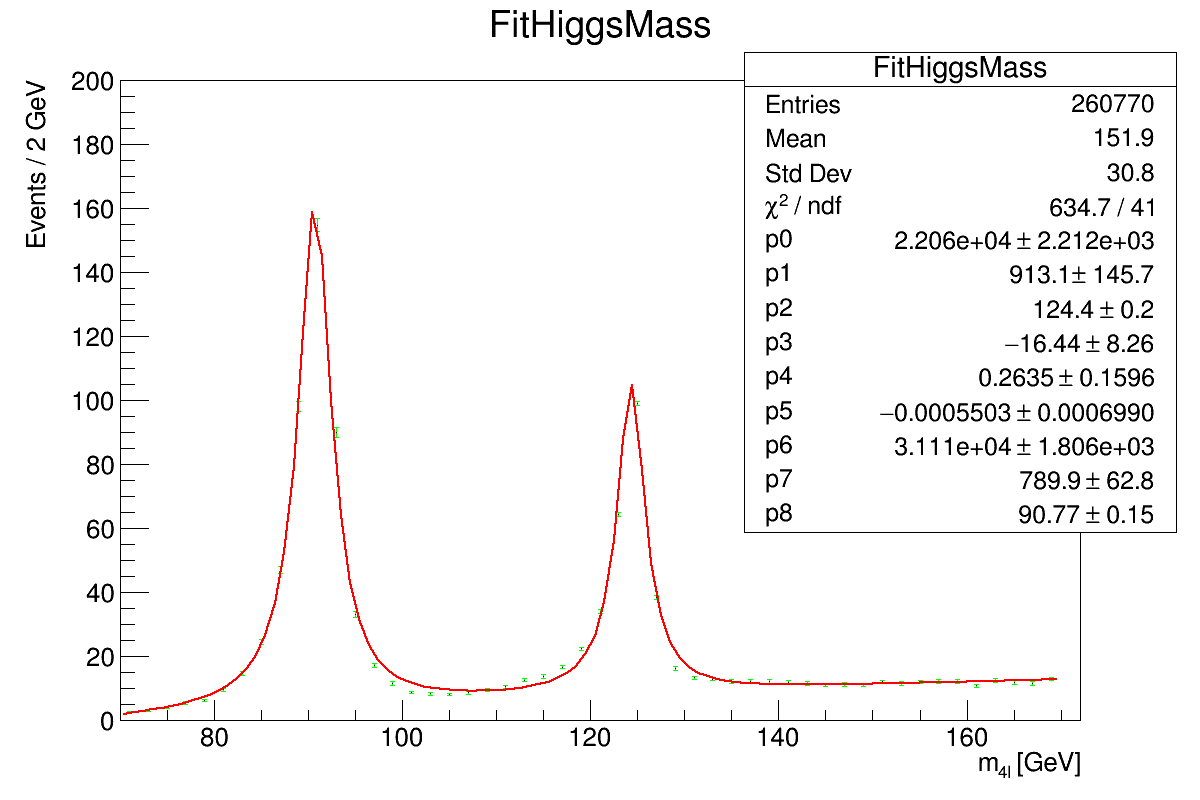 FitHiggsMass
FitHiggsMass
Entries 260770
Mean 151.9
Std Dev 30.8
χ² / ndf 634.7 / 41
p0 2.206e+04 ± 2.212e+03
p1 913.1 ± 145.7
p2 124.4 ± 0.2
p3 −16.44 ± 8.26
p4 0.2635 ± 0.1596
p5 −0.0005503 ± 0.0006990
p6 3.111e+04 ± 1.806e+03
p7 789.9 ± 62.8
p8 90.77 ± 0.15
Events / 2 GeV
200
180
160
140
120
100
80
60
40
20
0
80 100 120 140 160
m4l [GeV]